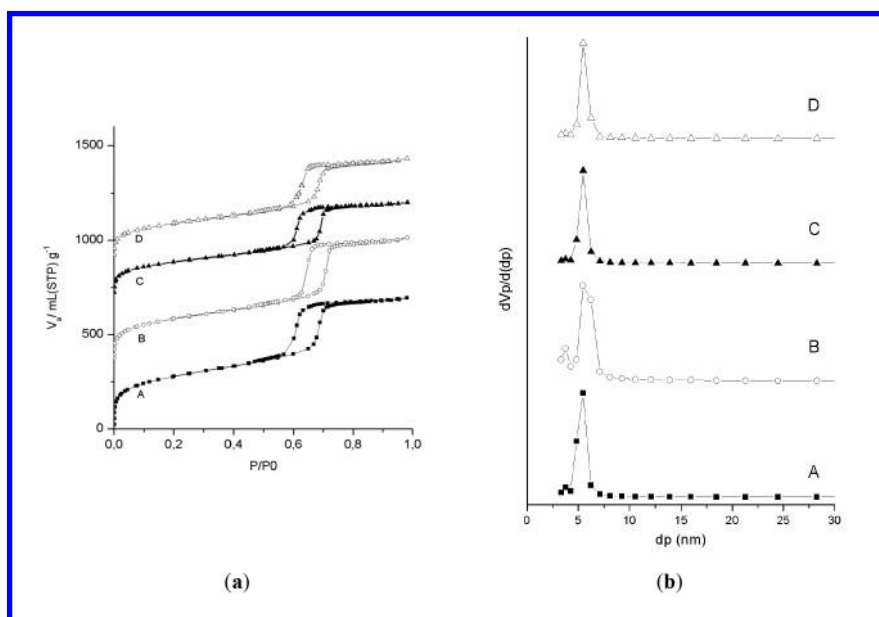 1500
1000
500
0
D
C
B
A
0,0 0,2 0,4 0,6 0,8 1,0
P/P0
Va/ mL(STP) g-1
(a)
D
C
B
A
0 5 10 15 20 25 30
dp (nm)
dVp/d(dp)
(b)